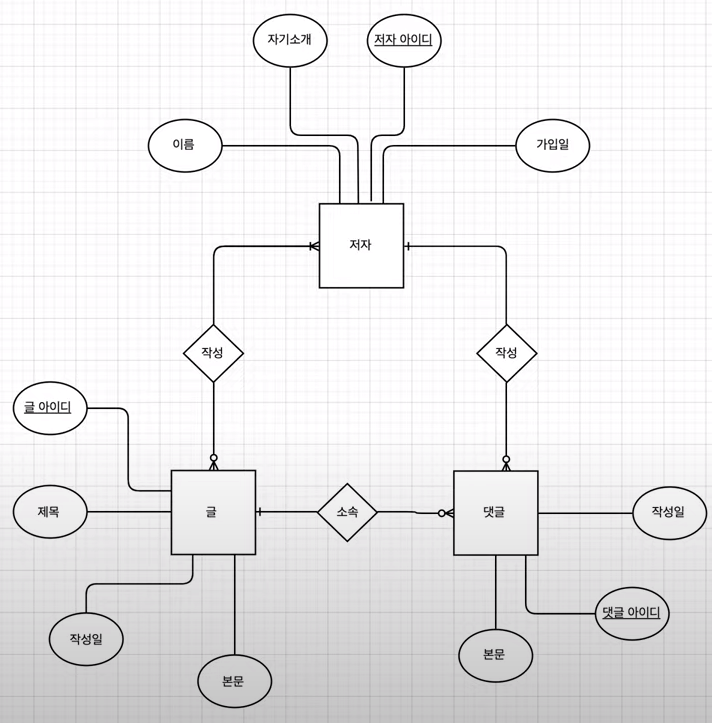 자기소개
저자 아이디
이름
가입일
저자
작성
작성
글 아이디
제목
글
소속
댓글
작성일
작성일
댓글 아이디
본문
본문